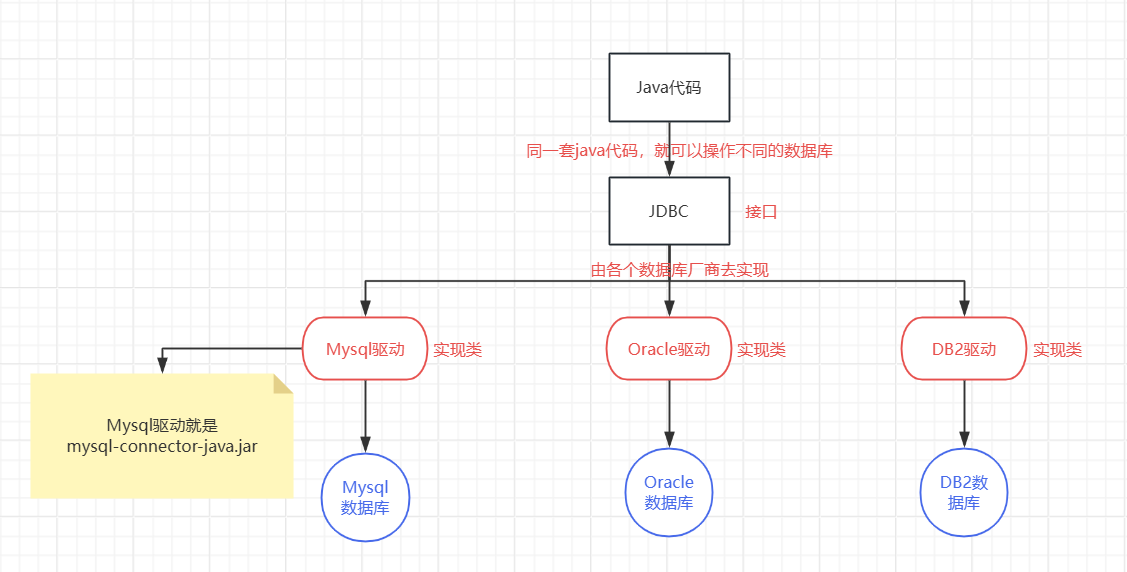 Java代码
同一套java代码，就可以操作不同的数据库
JDBC
接口
由各个数据库厂商去实现
Mysql驱动
实现类
Oracle驱动
实现类
DB2驱动
实现类
Mysql驱动就是
mysql-connector-java.jar
Mysql
数据库
Oracle
数据库
DB2数
据库